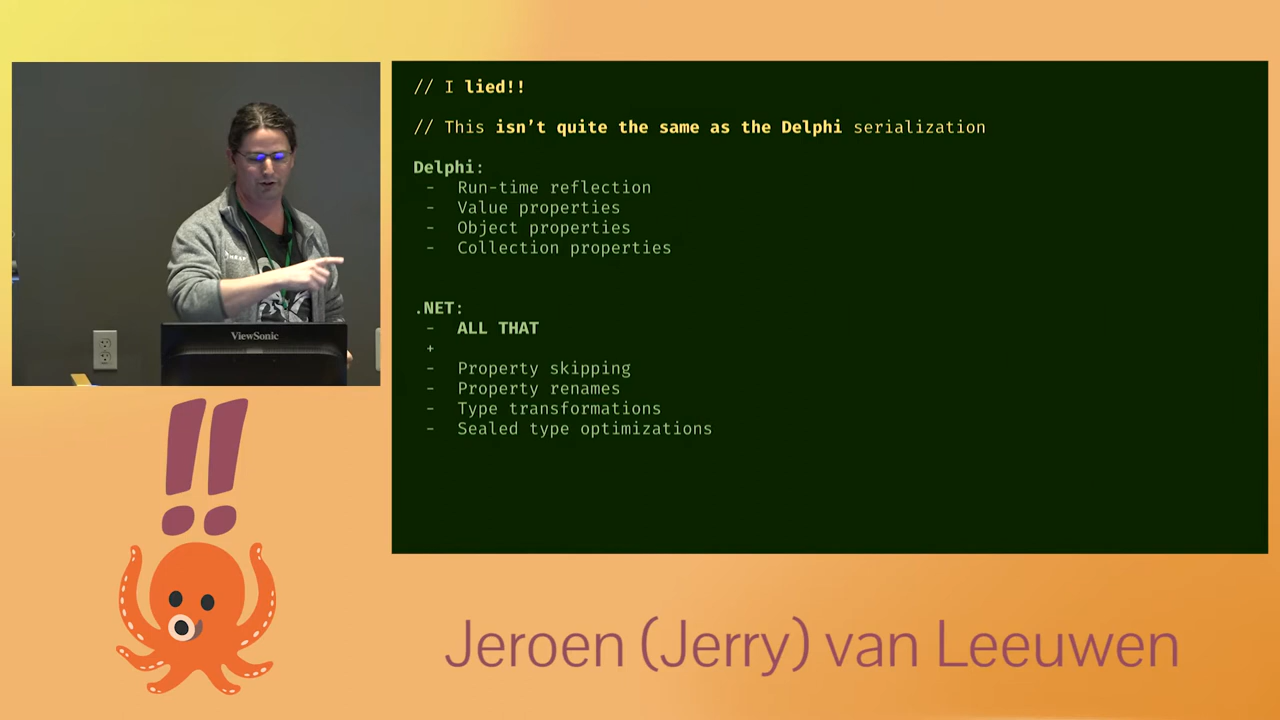 // I lied!!
// This isn’t quite the same as the Delphi serialization
Delphi:
- Run-time reflection
- Value properties
- Object properties
- Collection properties
.NET:
- ALL THAT
+
- Property skipping
- Property renames
- Type transformations
- Sealed type optimizations
ViewSonic
!!
Jeroen (Jerry) van Leeuwen